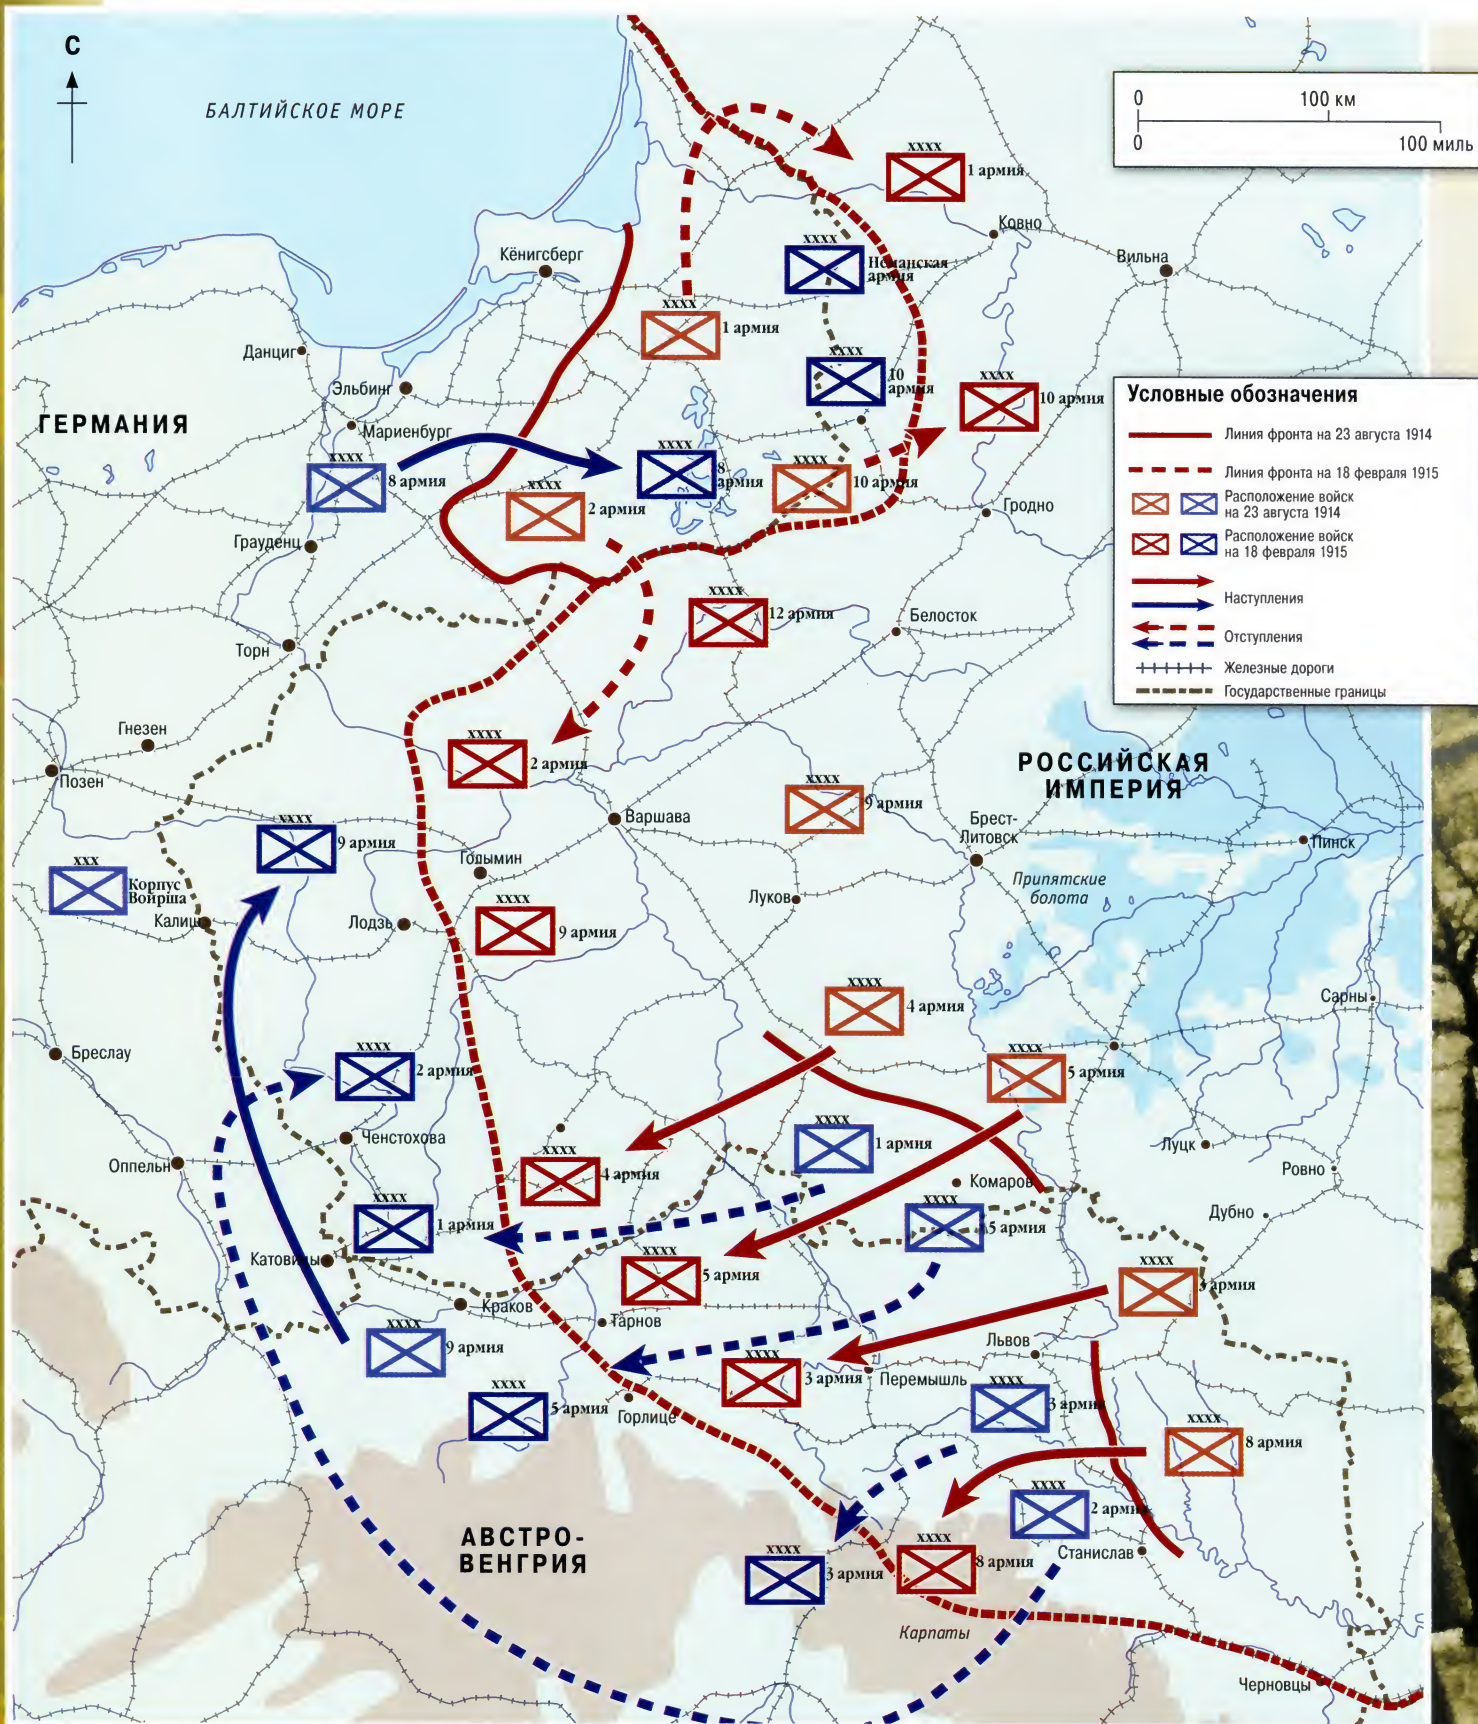 С
БАЛТИЙСКОЕ МОРЕ
0
100 км
0
100 миль
XXXX
1 армия
Ковно
Вильна
XXXX
Неманская
армия
Кёнигсберг
XXXX
1 армия
Данциг
Эльбинг
XXXX
10
армия
XXXX
10 армия
ГЕРМАНИЯ
Мариенбург
XXXX
8 армия
XXXX
8
армия
XXXX
10 армия
XXXX
2 армия
Гродно
Грауденц
Условные обозначения
Линия фронта на 23 августа 1914
Линия фронта на 18 февраля 1915
Расположение войск
на 23 августа 1914
Расположение войск
на 18 февраля 1915
Наступления
Отступления
Железные дороги
Государственные границы
XXXX
12 армия
Белосток
Торн
Гнезен
Позен
XXXX
2 армия
РОССИЙСКАЯ
ИМПЕРИЯ
XXXX
9 армия
Варшава
Брест-
Литовск
Пинск
XXXX
9 армия
Голымин
XXX
Корпус
Войрша
Калиш
Лодзь
XXXX
9 армия
Луков
Припятские
болота
XXXX
4 армия
Сарны
Бреслау
XXXX
2 армия
XXXX
5 армия
Ченстохова
XXXX
1 армия
Луцк
Оппельн
XXXX
4 армия
Ровно
Комаров
XXXX
1 армия
XXXX
5 армия
Дубно
Катовицы
XXXX
5 армия
XXXX
3 армия
Краков
Тарнов
XXXX
9 армия
Львов
XXXX
3 армия
Перемышль
XXXX
5 армия
Горлице
XXXX
3 армия
XXXX
8 армия
XXXX
2 армия
АВСТРО-
ВЕНГРИЯ
XXXX
3 армия
XXXX
8 армия
Станислав
Карпаты
Черновцы